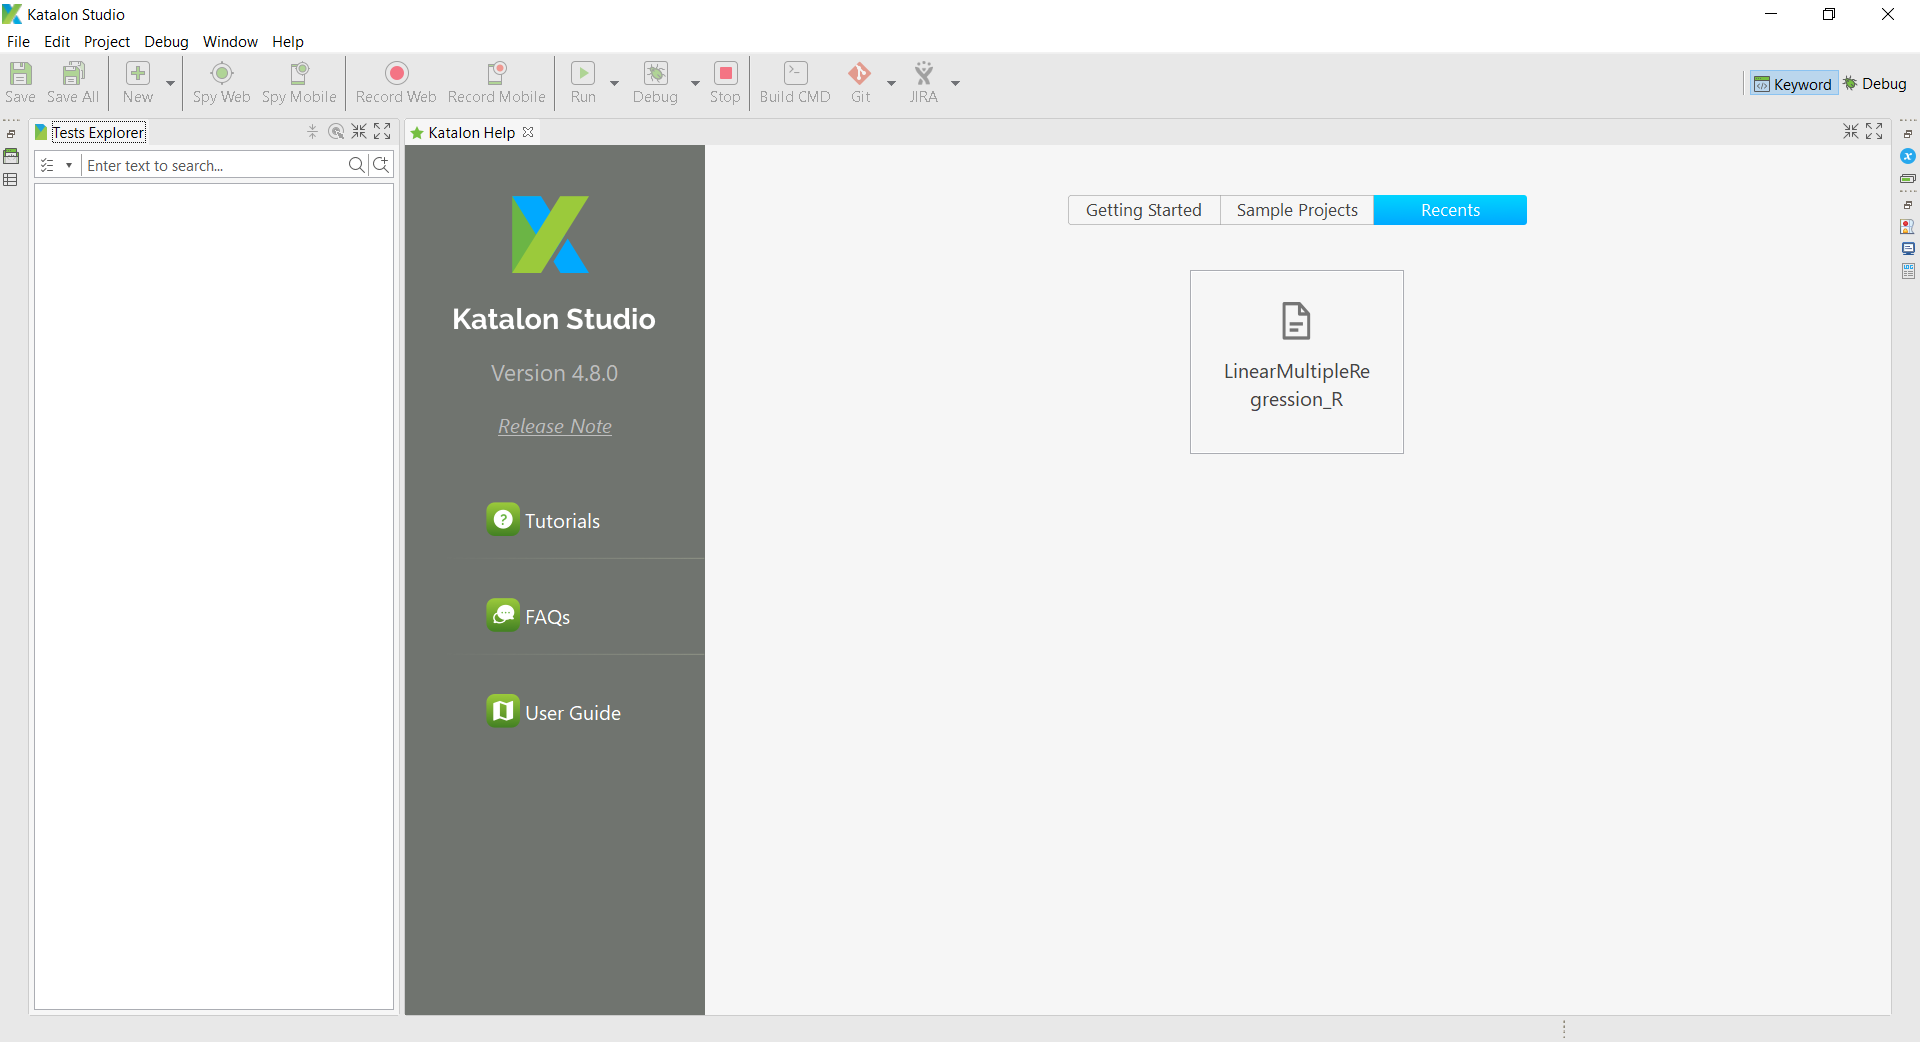 Katalon Studio
File Edit Project Debug Window Help
Save Save All New Spy Web Spy Mobile Record Web Record Mobile Run Debug Stop Build CMD Git JIRA Keyword Debug
Tests Explorer
Enter text to search...
Katalon Help
Katalon Studio
Version 4.8.0
Release Note
Tutorials
FAQs
User Guide
Getting Started Sample Projects Recents
LinearMultipleRe
gression_R